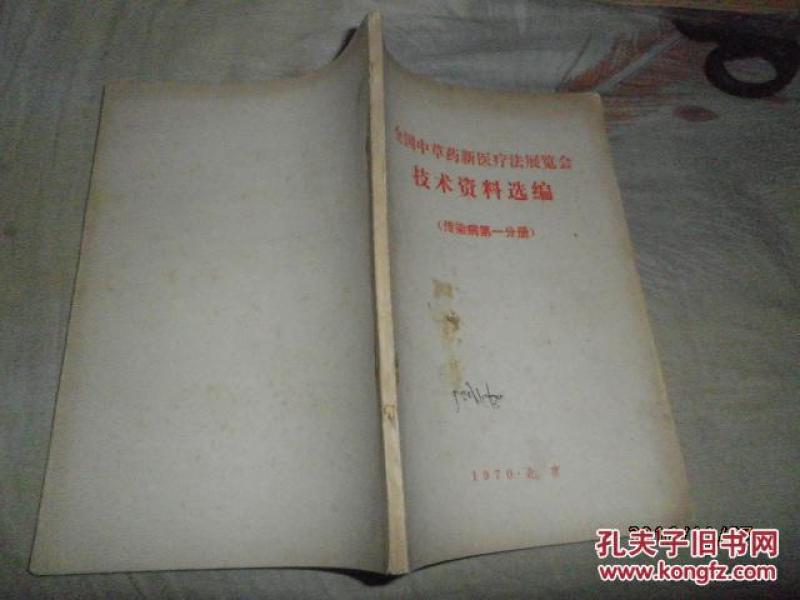 全国中草药新医疗法展览会
技术资料选编
(传染病第一分册)
1970·北京
孔夫子旧书网
www.kongfz.com